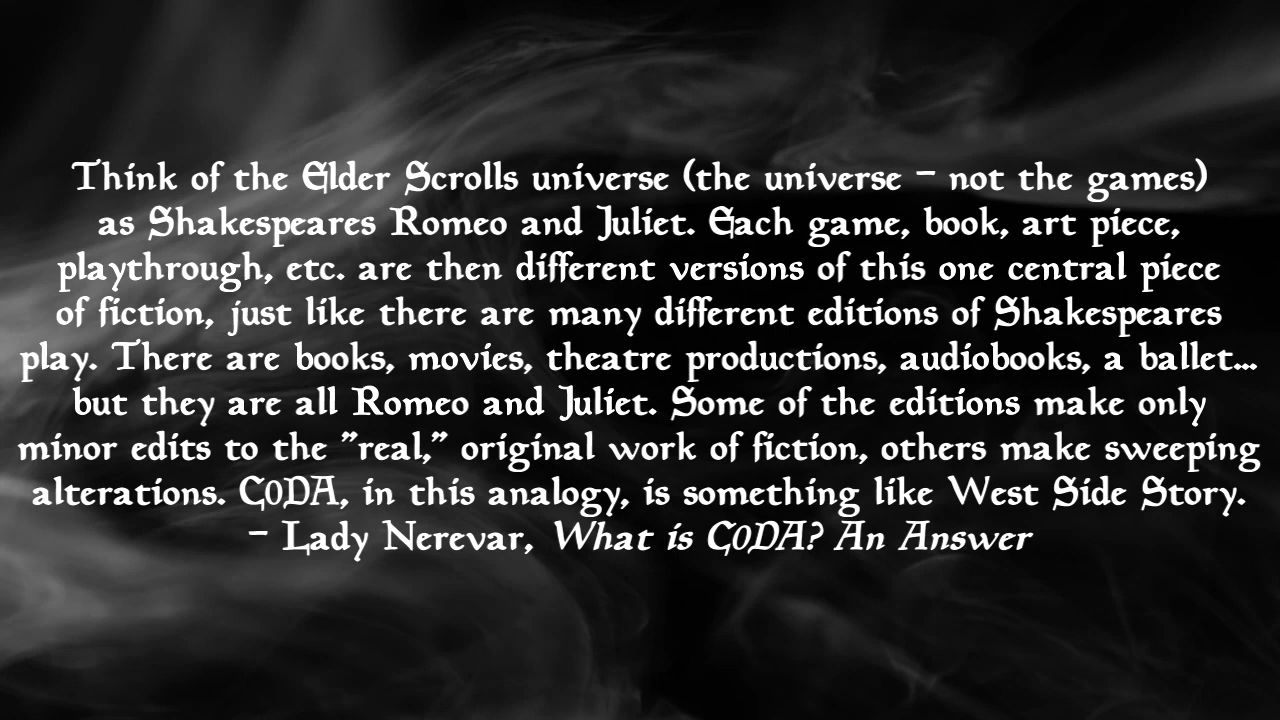 Think of the Elder Scrolls universe (the universe – not the games)
as Shakespeares Romeo and Juliet. Each game, book, art piece,
playthrough, etc. are then different versions of this one central piece
of fiction, just like there are many different editions of Shakespeares
play. There are books, movies, theatre productions, audiobooks, a ballet...
but they are all Romeo and Juliet. Some of the editions make only
minor edits to the "real," original work of fiction, others make sweeping
alterations. C0DA, in this analogy, is something like West Side Story.
– Lady Nerevar, What is C0DA? An Answer